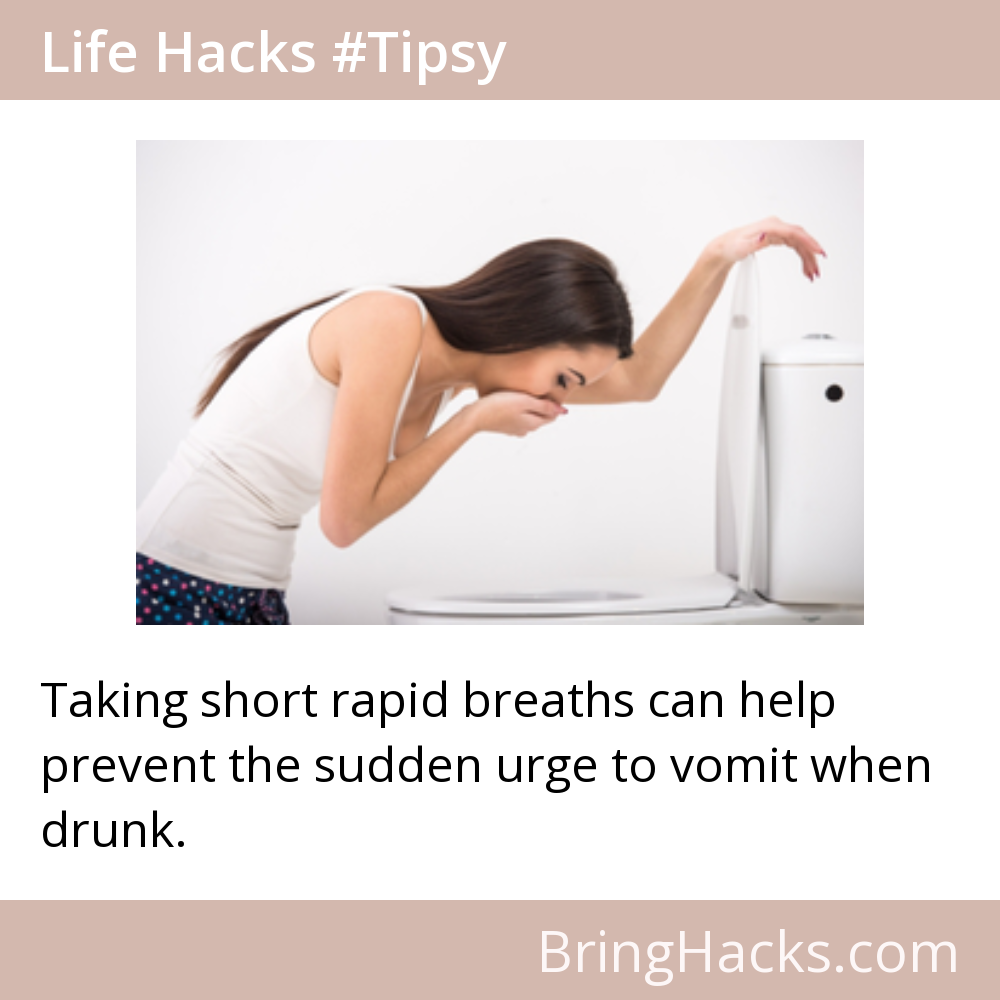 Life Hacks #Tipsy
Taking short rapid breaths can help
prevent the sudden urge to vomit when
drunk.
BringHacks.com